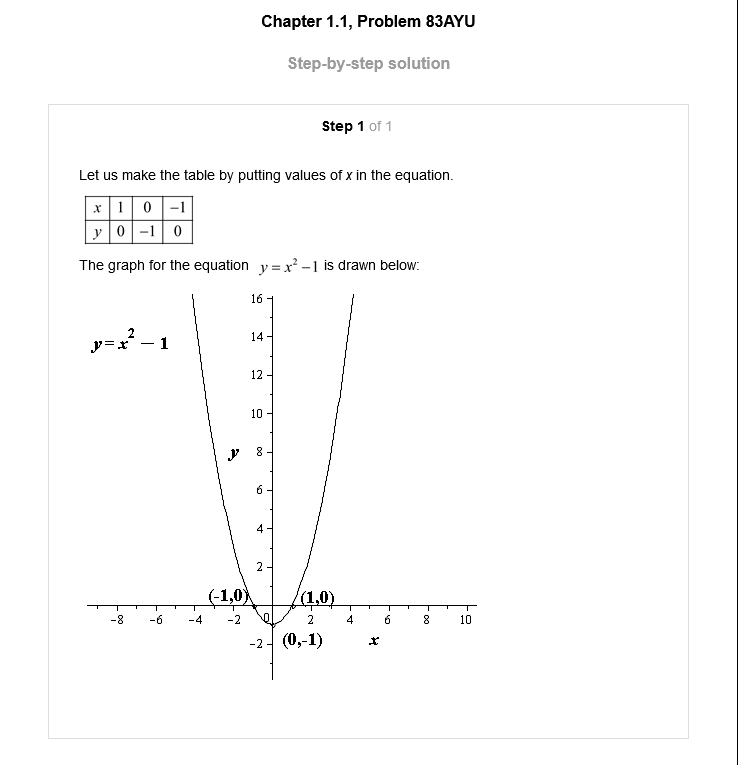 Chapter 1.1, Problem 83AYU
Step-by-step solution
Step 1 of 1
Let us make the table by putting values of x in the equation.
x 1 0 −1
y 0 −1 0
The graph for the equation y = x² − 1 is drawn below:
16
y=x² − 1
14
12
10
y 8
6
4
2
(-1,0) (1,0)
-8 -6 -4 -2 0 2 4 6 8 10
-2 (0,-1) x